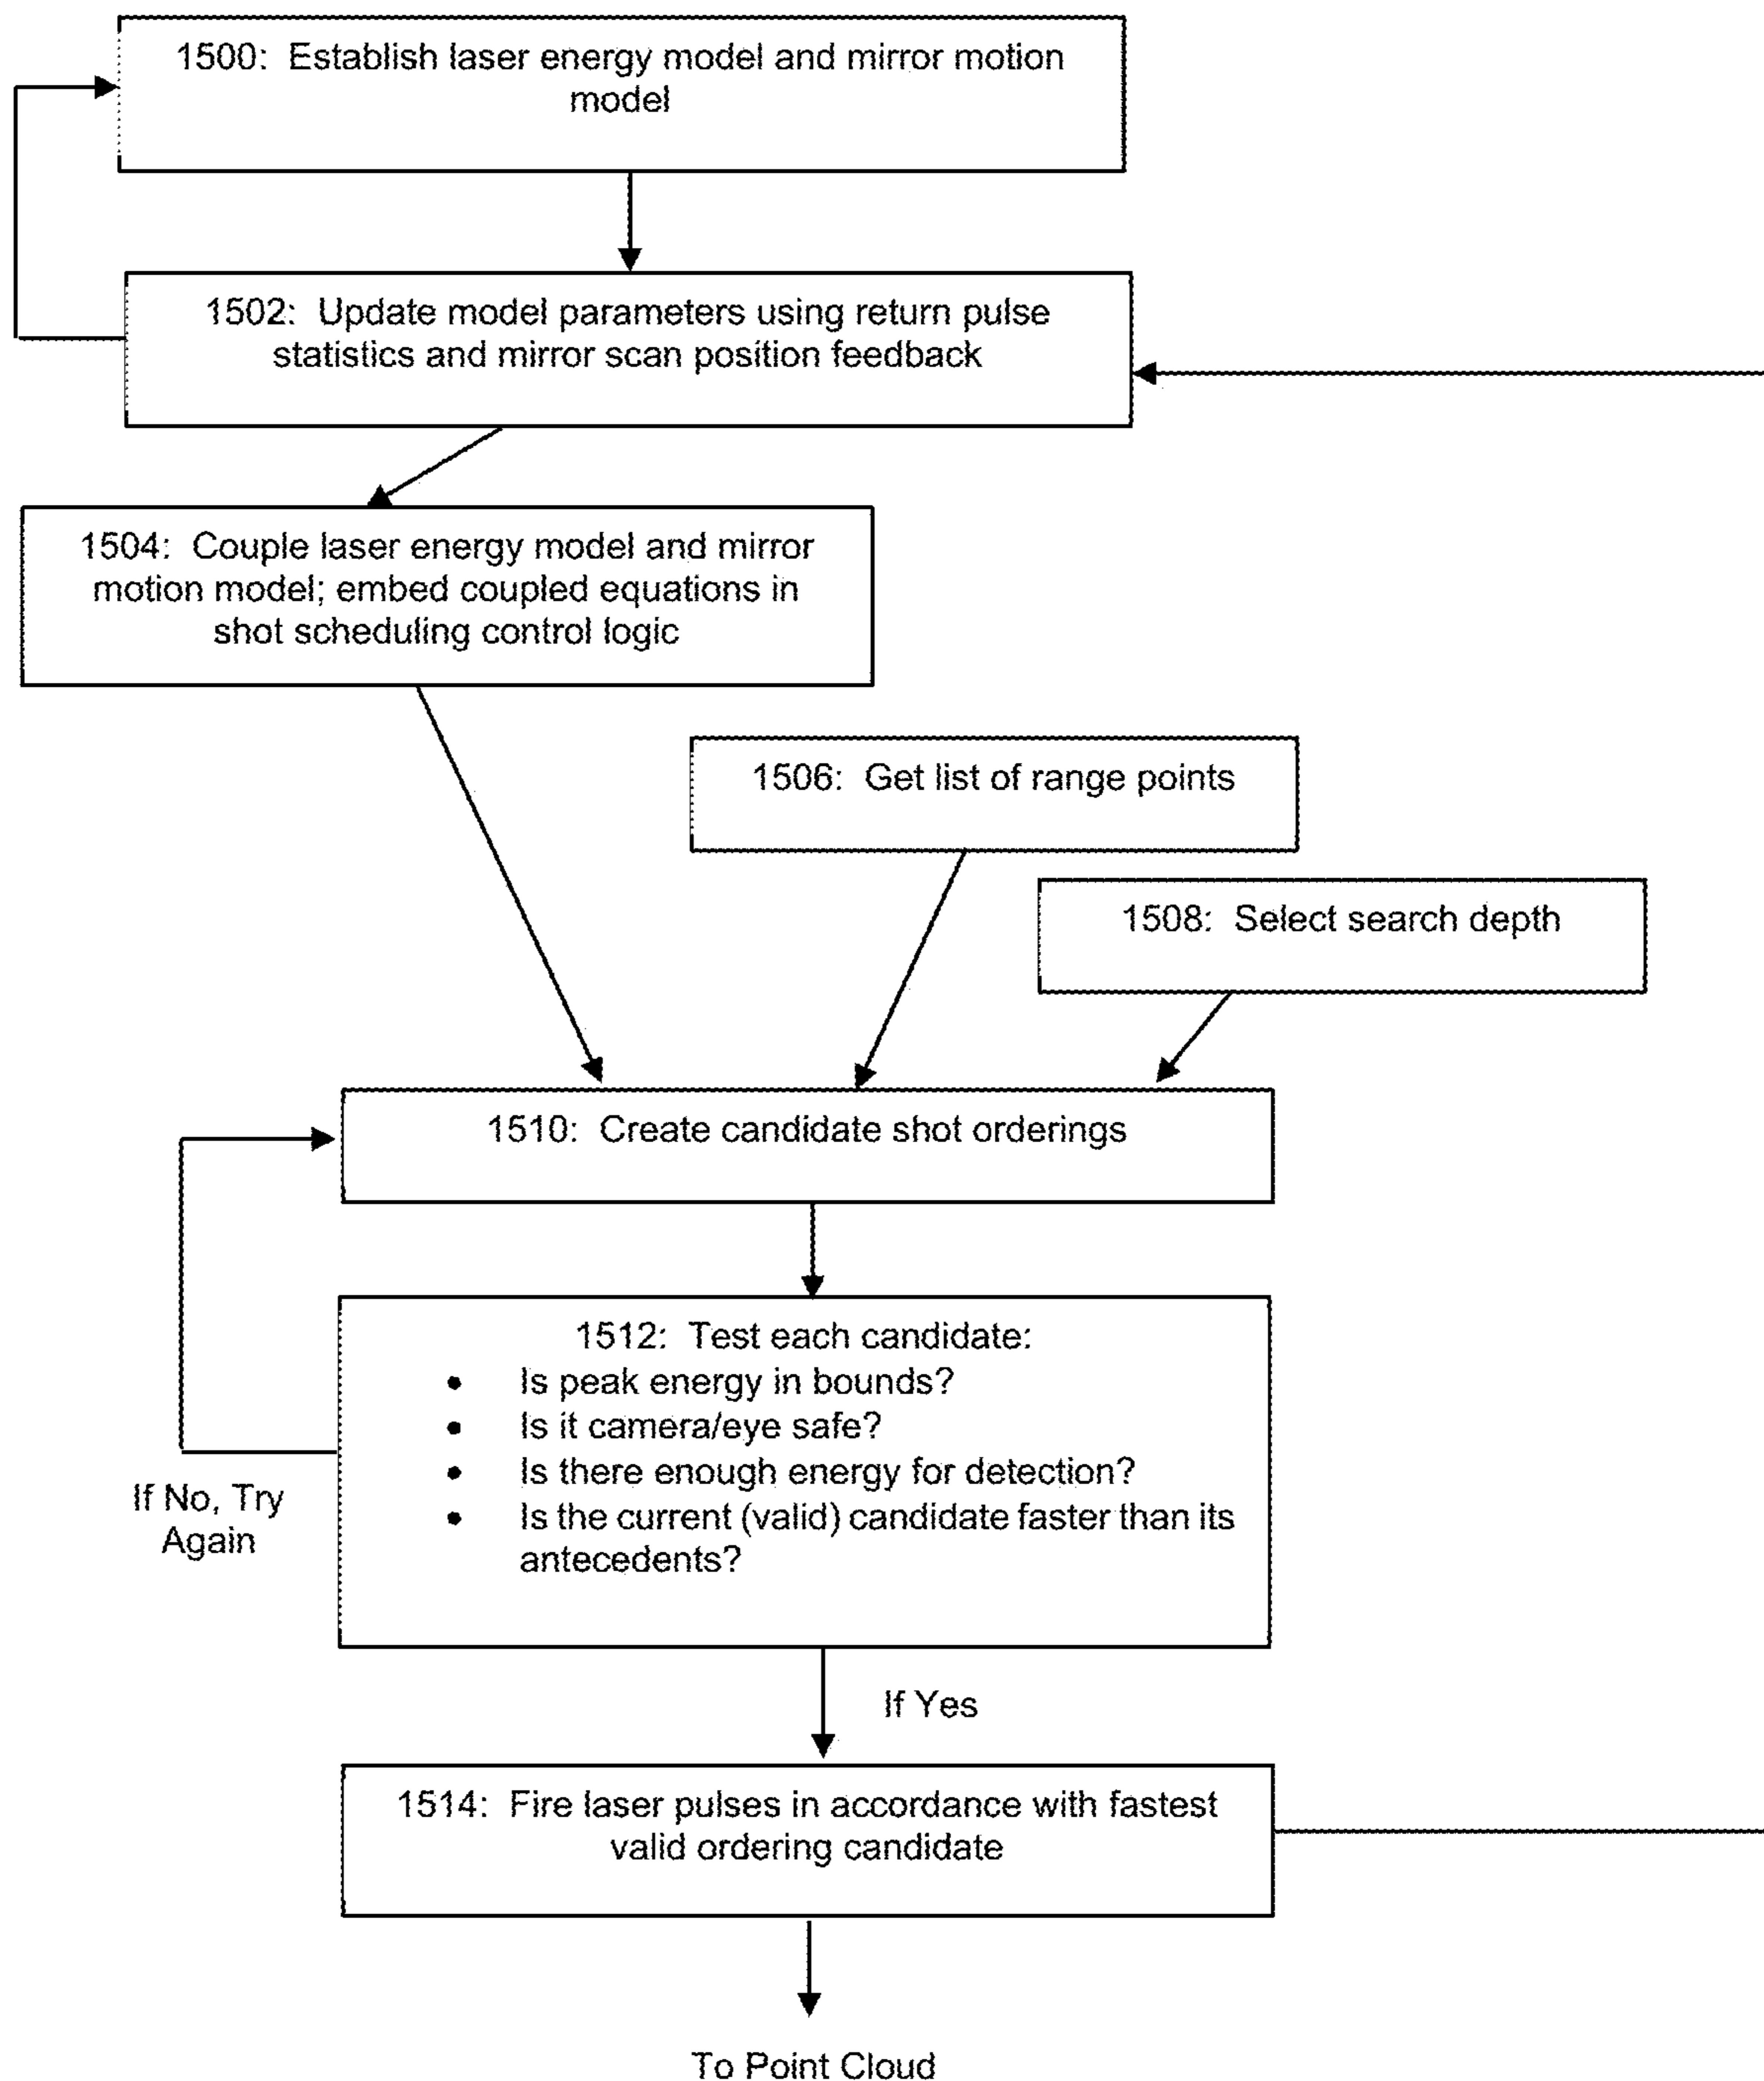 1500: Establish laser energy model and mirror motion
model
1502: Update model parameters using return pulse
statistics and mirror scan position feedback
1504: Couple laser energy model and mirror
motion model; embed coupled equations in
shot scheduling control logic
1506: Get list of range points
1508: Select search depth
1510: Create candidate shot orderings
1512: Test each candidate:
• Is peak energy in bounds?
• Is it camera/eye safe?
• Is there enough energy for detection?
• Is the current (valid) candidate faster than its
antecedents?
If No, Try
Again
If Yes
1514: Fire laser pulses in accordance with fastest
valid ordering candidate
To Point Cloud